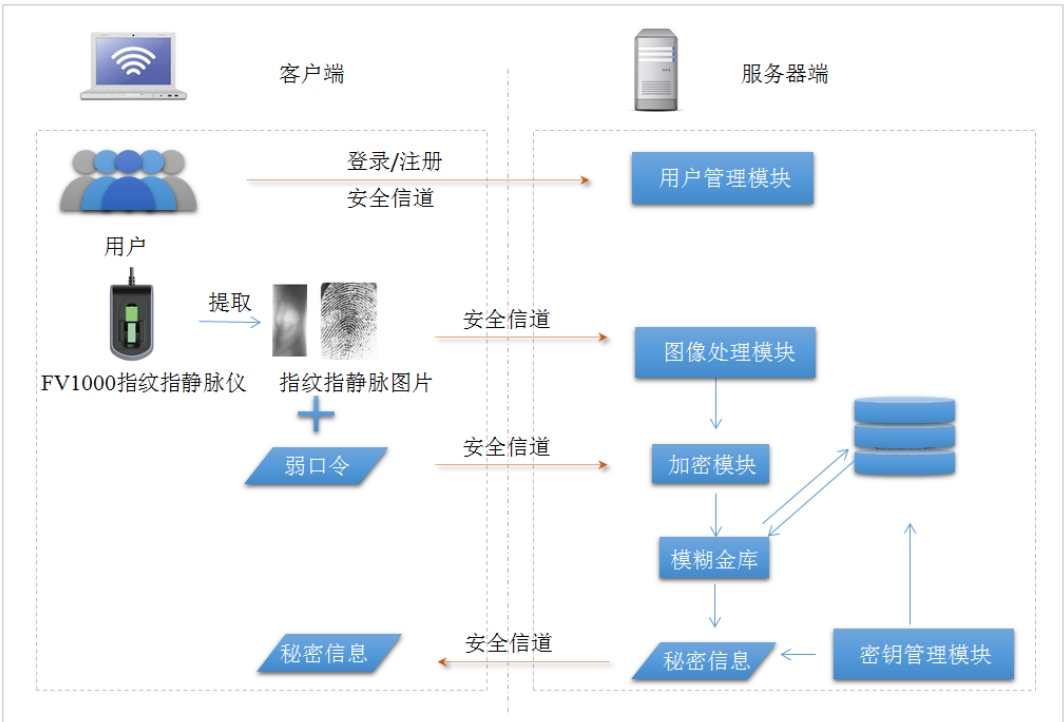 客户端
服务器端
登录/注册
安全信道
用户管理模块
用户
提取
安全信道
图像处理模块
FV1000指纹指静脉仪
指纹指静脉图片
弱口令
安全信道
加密模块
模糊金库
秘密信息
安全信道
秘密信息
密钥管理模块